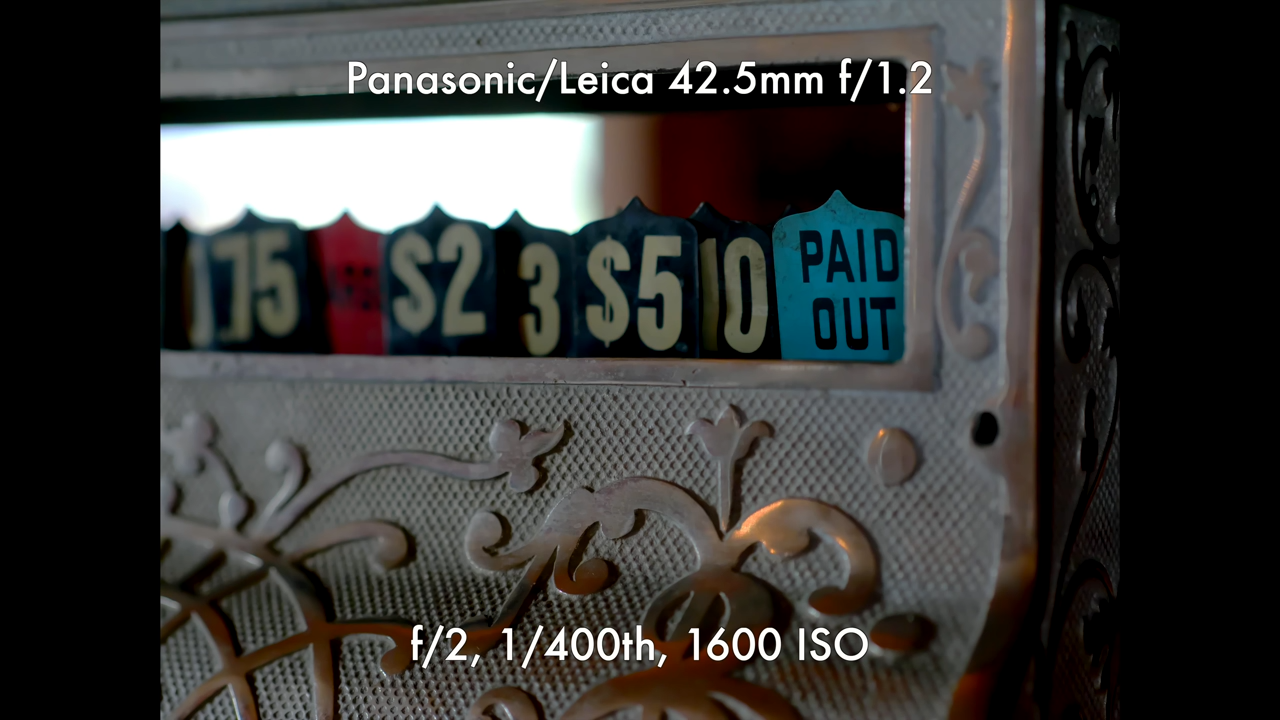 Panasonic/Leica 42.5mm f/1.2
75 $2 3 $5 10 PAID
OUT
f/2, 1/400th, 1600 ISO